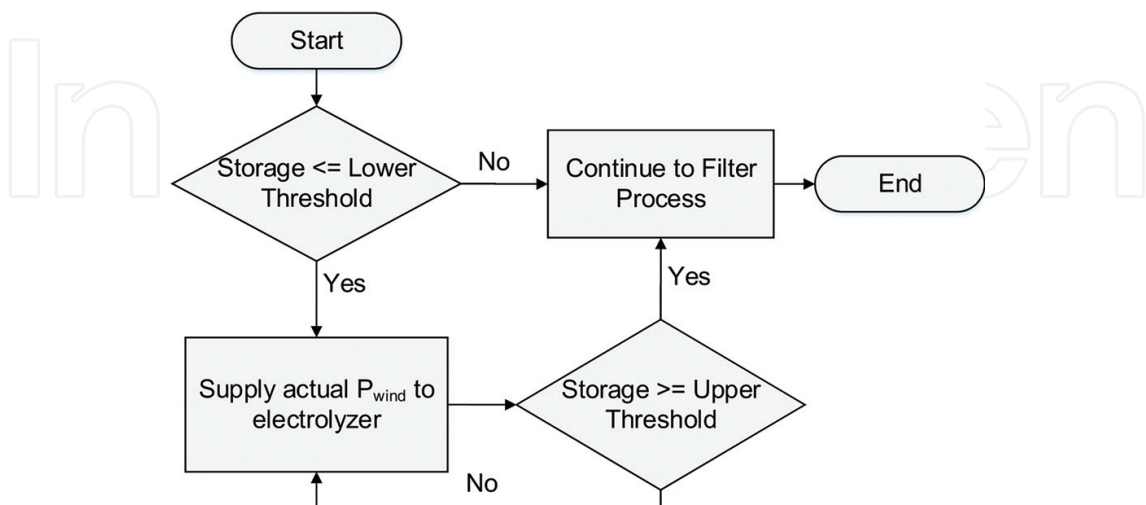 Start
Storage <= Lower
Threshold
No
Continue to Filter
Process
End
Yes
Yes
Supply actual Pwind to
electrolyzer
Storage >= Upper
Threshold
No